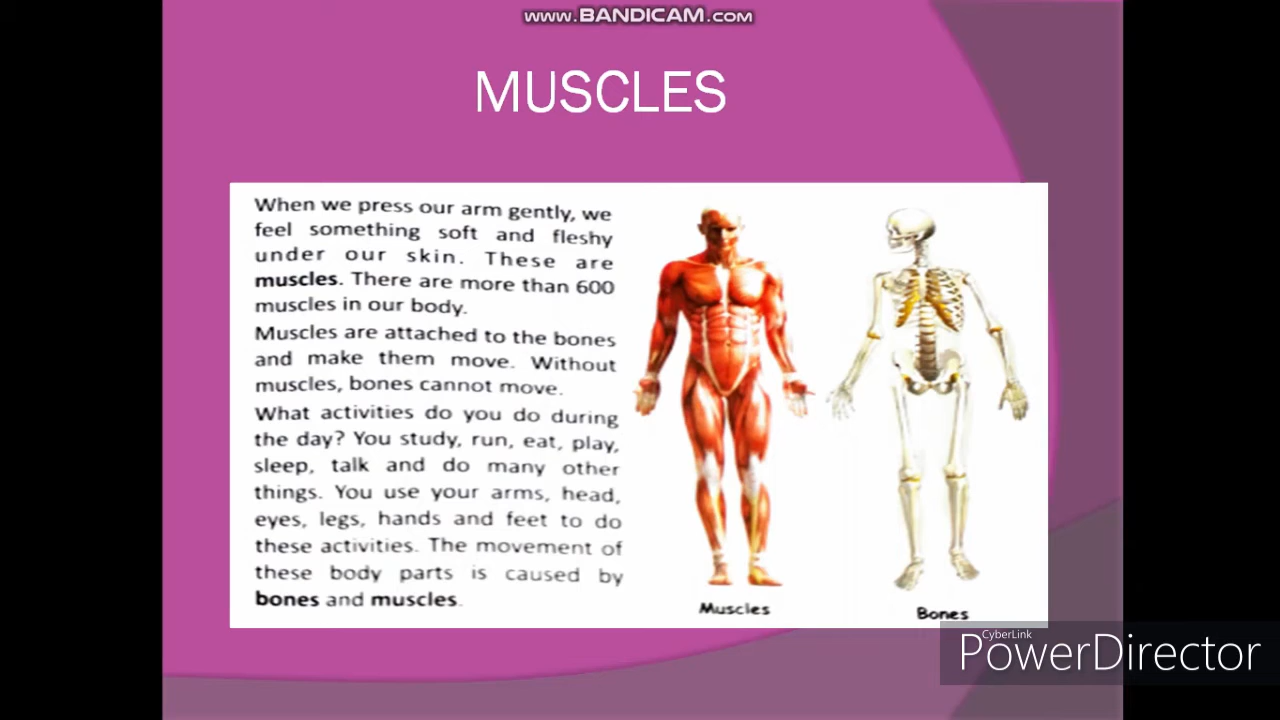 www.BANDICAM.com
MUSCLES
When we press our arm gently, we
feel something soft and fleshy
under our skin. These are
muscles. There are more than 600
muscles in our body.
Muscles are attached to the bones
and make them move. Without
muscles, bones cannot move.
What activities do you do during
the day? You study, run, eat, play,
sleep, talk and do many other
things. You use your arms, head,
eyes, legs, hands and feet to do
these activities. The movement of
these body parts is caused by
bones and muscles.
Muscles
Bones
CyberLink
PowerDirector